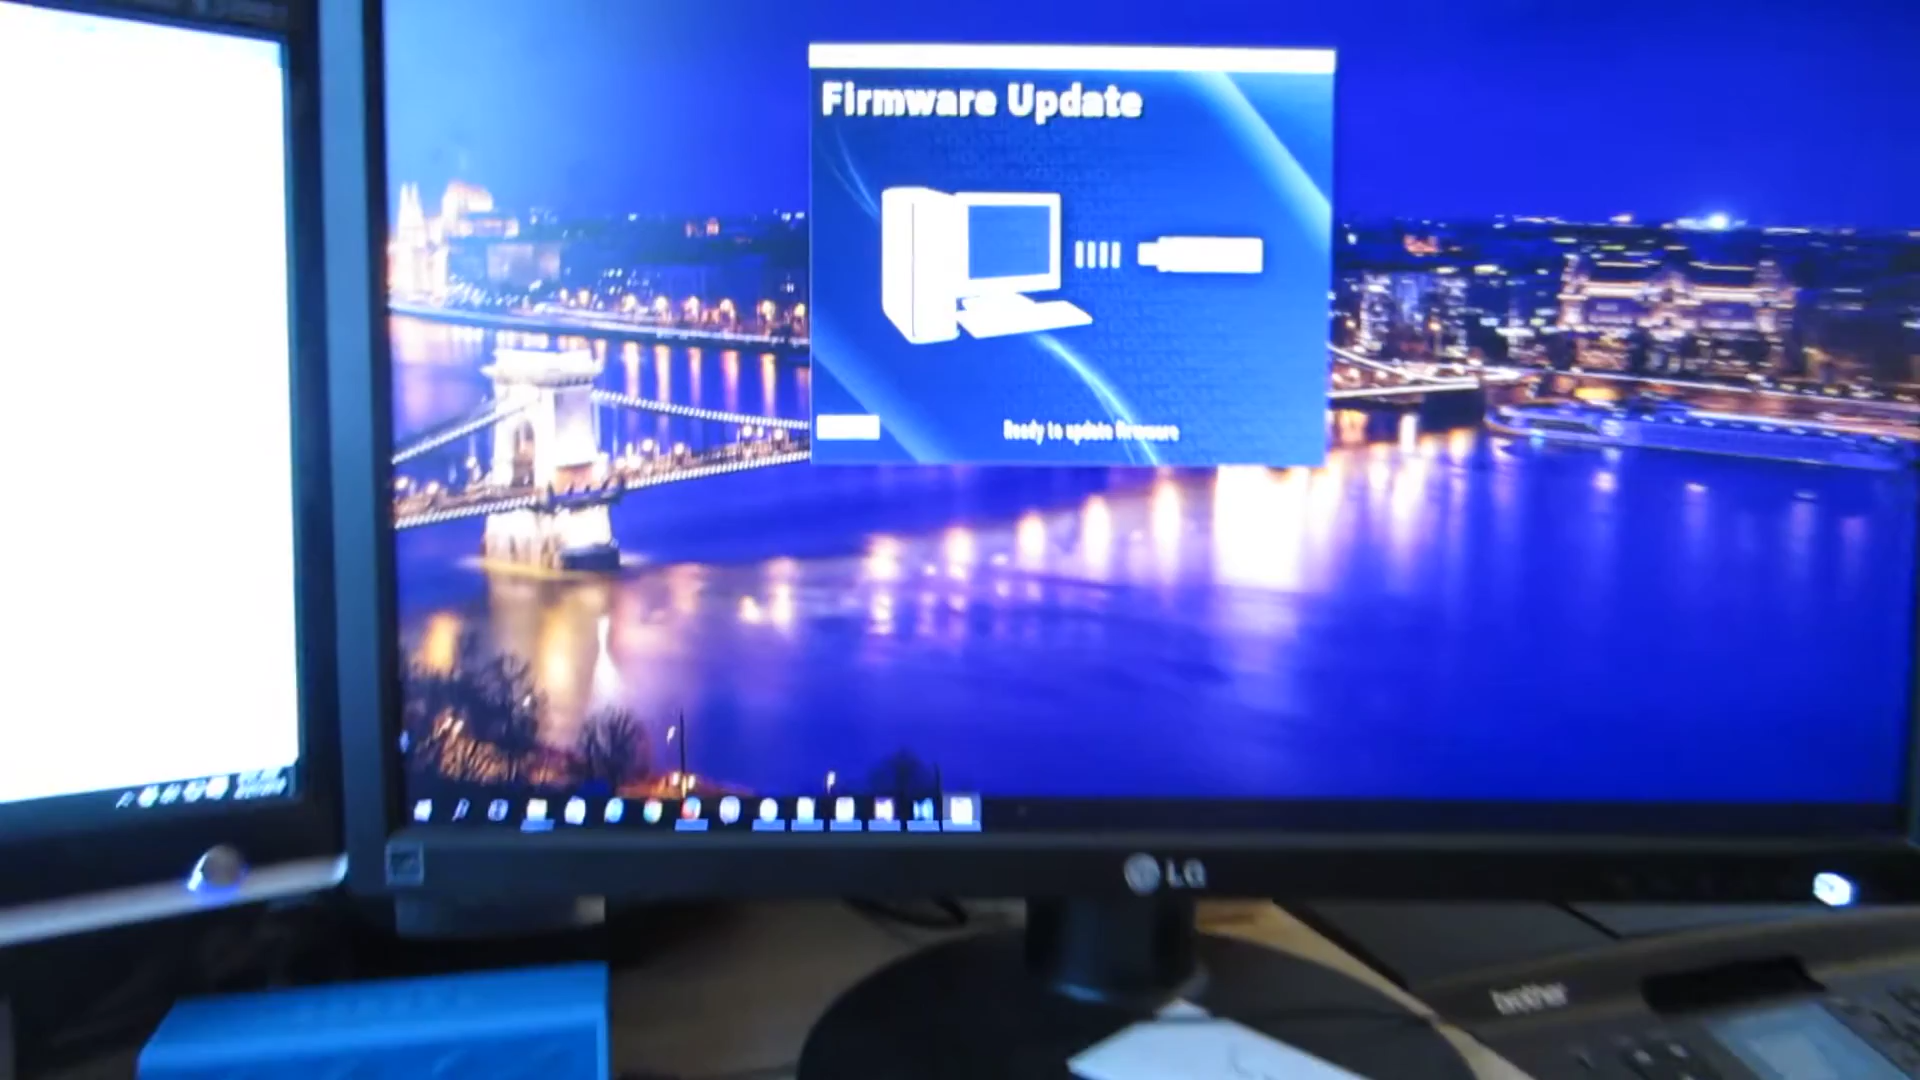 Firmware Update
Ready to update firmware
LG
brother